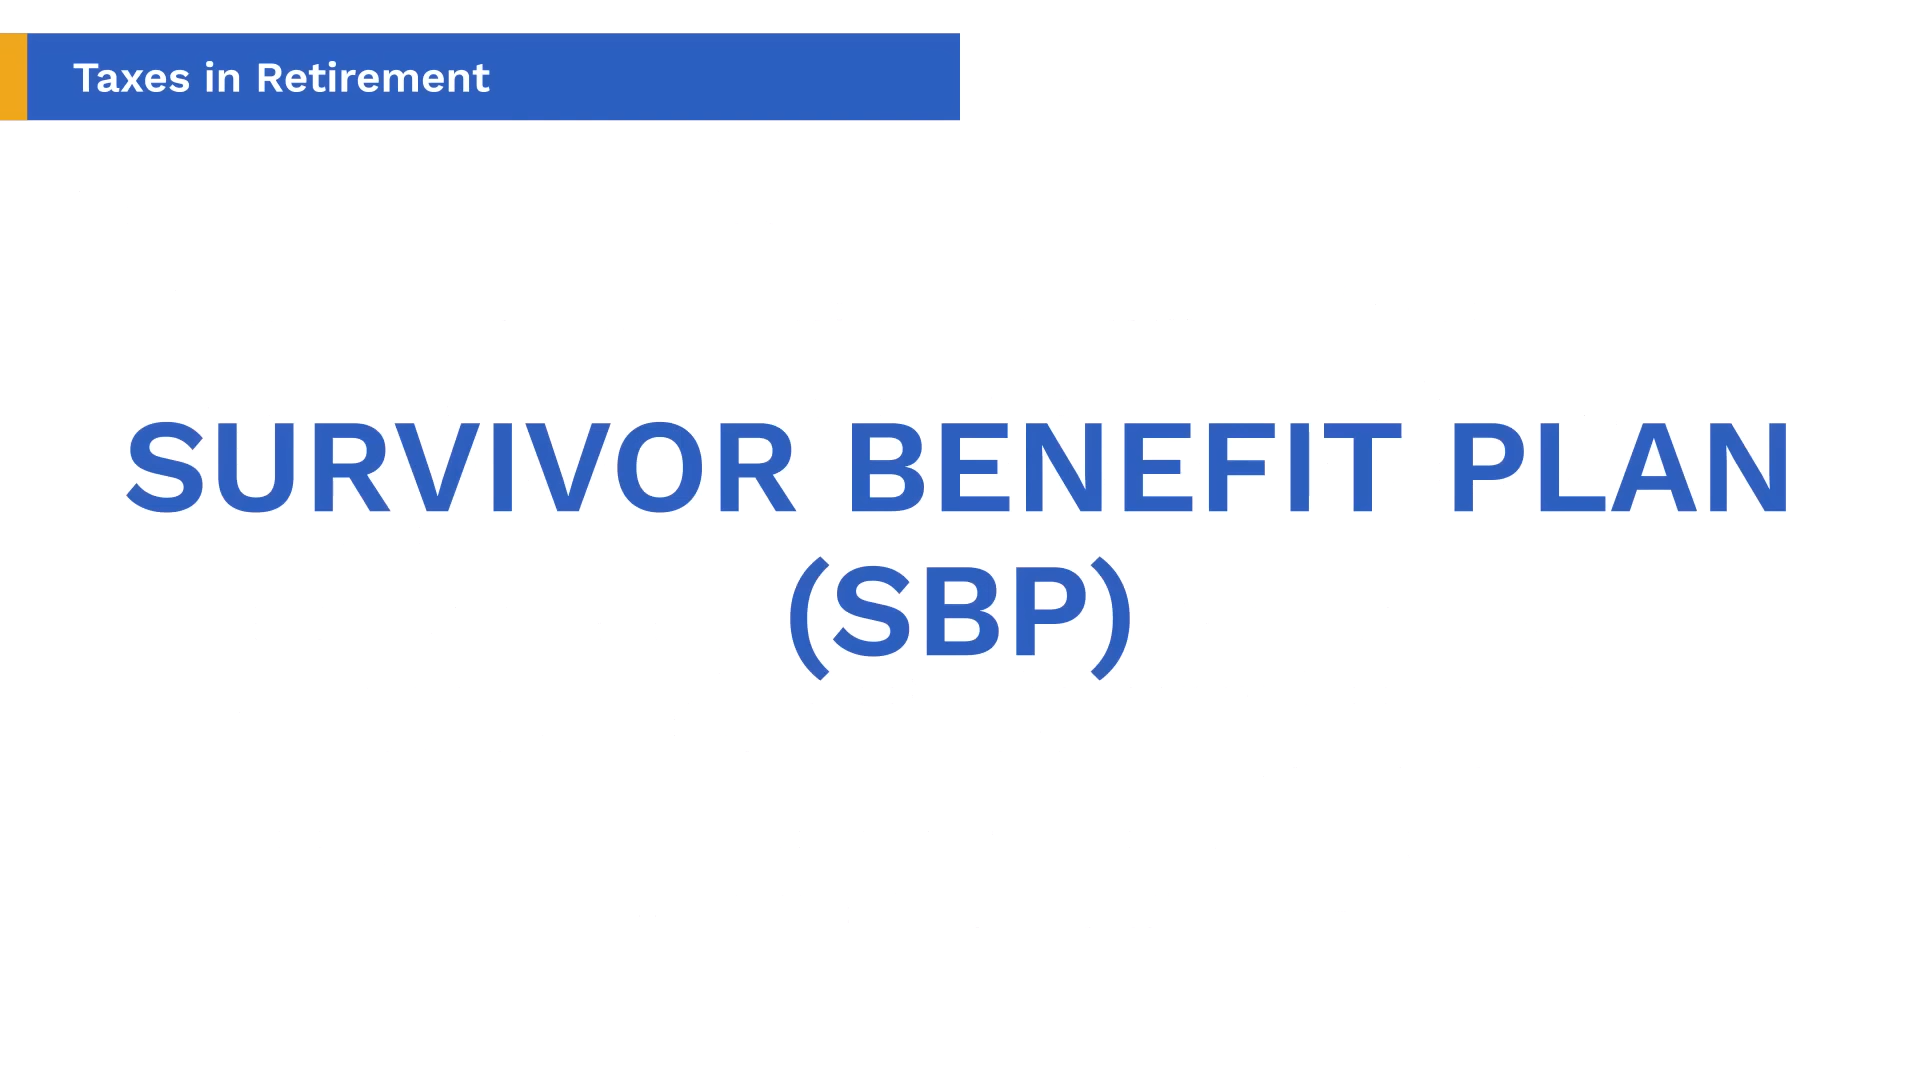 Taxes in Retirement
SURVIVOR BENEFIT PLAN
(SBP)